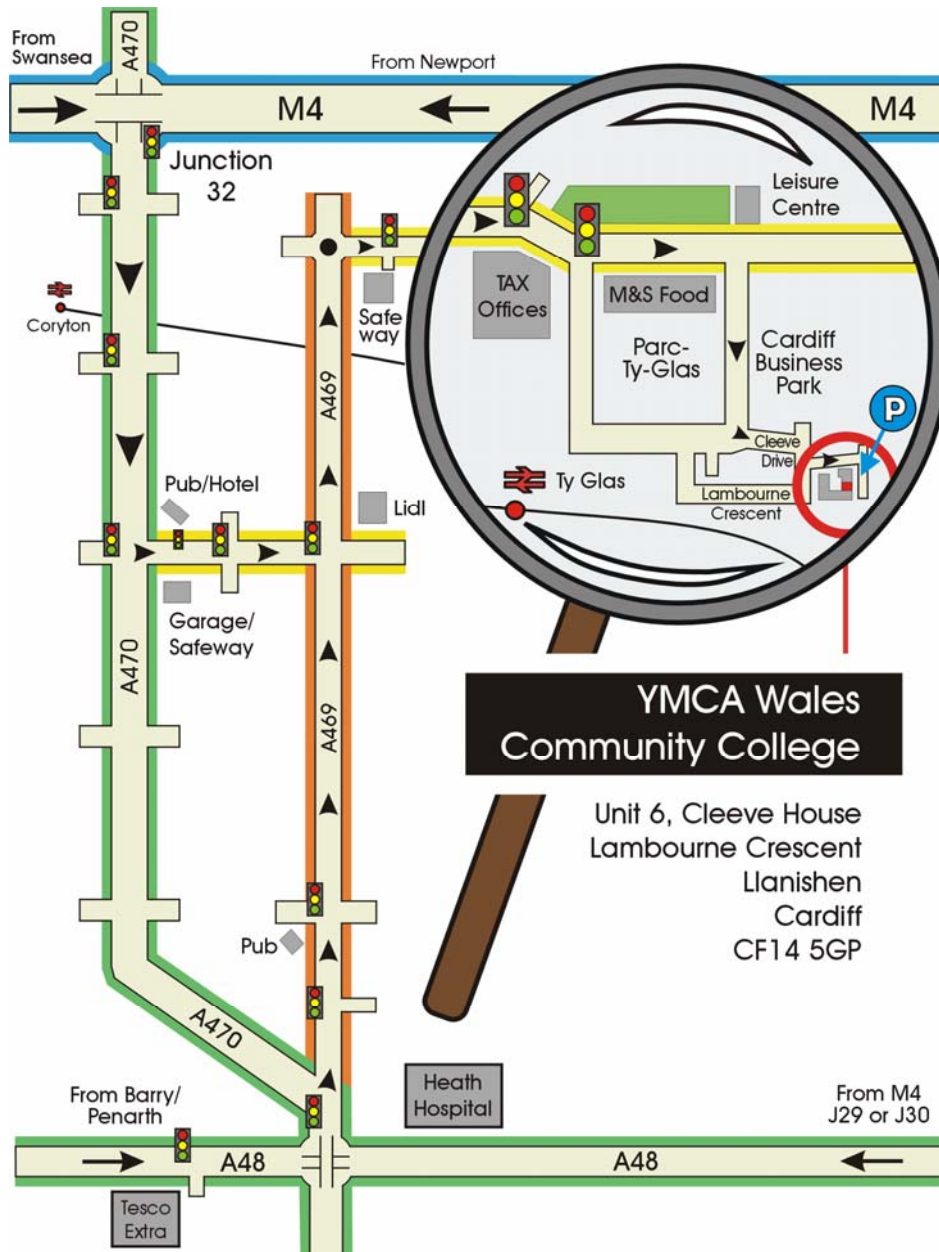 From
Swansea
A470
From Newport
M4
M4
Junction
32
Leisure
Centre
TAX
Offices
M&S Food
Safe
way
Coryton
Parc-
Ty-Glas
Cardiff
Business
Park
P
A469
Cleeve
Drive
Pub/Hotel
Lidl
Ty Glas
Lambourne
Crescent
Garage/
Safeway
A470
A469
YMCA Wales
Community College
Unit 6, Cleeve House
Lambourne Crescent
Llanishen
Cardiff
CF14 5GP
Pub
A470
Heath
Hospital
From Barry/
Penarth
From M4
J29 or J30
A48
A48
Tesco
Extra